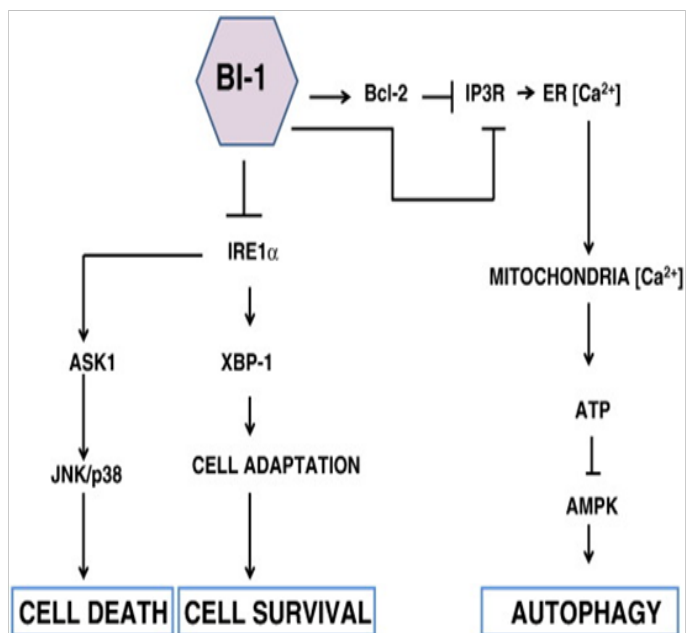 BI-1
Bcl-2
IP3R
ER [Ca²⁺]
IRE1α
MITOCHONDRIA [Ca²⁺]
ASK1
XBP-1
ATP
JNK/p38
CELL ADAPTATION
AMPK
CELL DEATH
CELL SURVIVAL
AUTOPHAGY